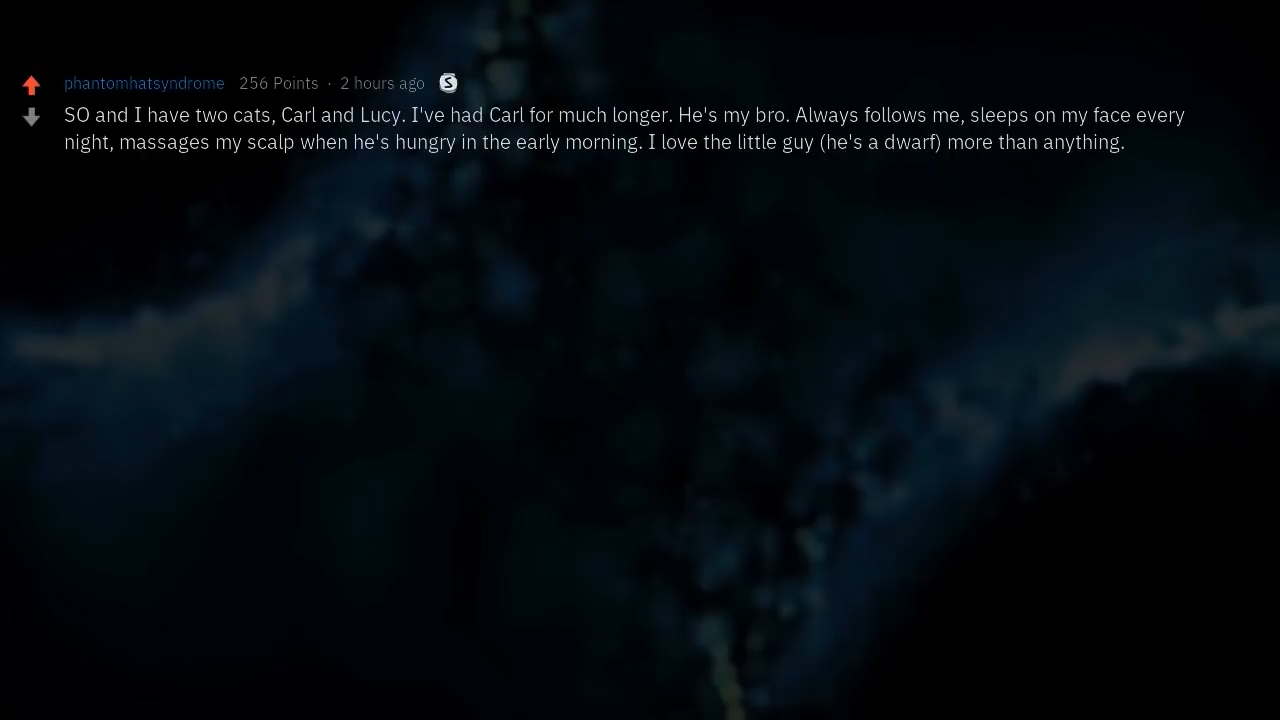 phantomhatsyndrome 256 Points · 2 hours ago S
SO and I have two cats, Carl and Lucy. I've had Carl for much longer. He's my bro. Always follows me, sleeps on my face every
night, massages my scalp when he's hungry in the early morning. I love the little guy (he's a dwarf) more than anything.